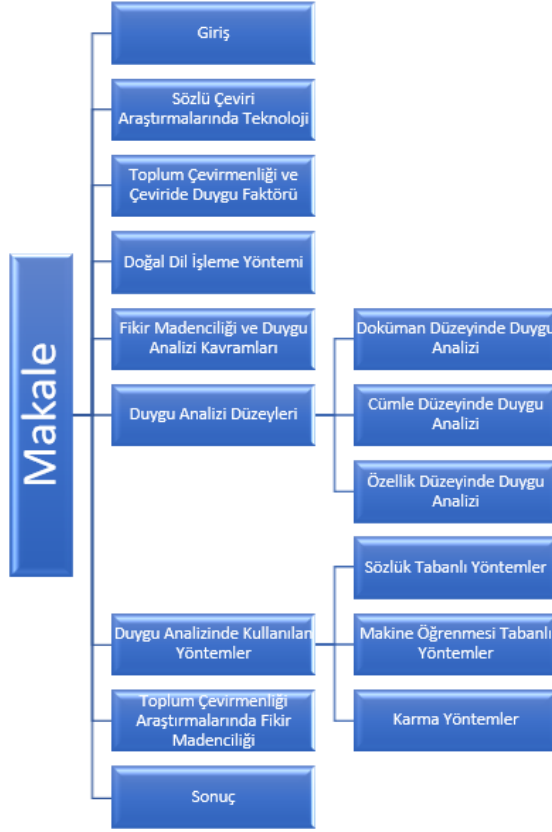 Makale
Giriş
Sözlü Çeviri
Araştırmalarında Teknoloji
Toplum Çevirmenliği ve
Çeviride Duygu Faktörü
Doğal Dil İşleme Yöntemi
Fikir Madenciliği ve Duygu
Analizi Kavramları
Duygu Analizi Düzeyleri
Doküman Düzeyinde Duygu
Analizi
Cümle Düzeyinde Duygu
Analizi
Özellik Düzeyinde Duygu
Analizi
Duygu Analizinde Kullanılan
Yöntemler
Sözlük Tabanlı Yöntemler
Makine Öğrenmesi Tabanlı
Yöntemler
Karma Yöntemler
Toplum Çevirmenliği
Araştırmalarında Fikir
Madenciliği
Sonuç